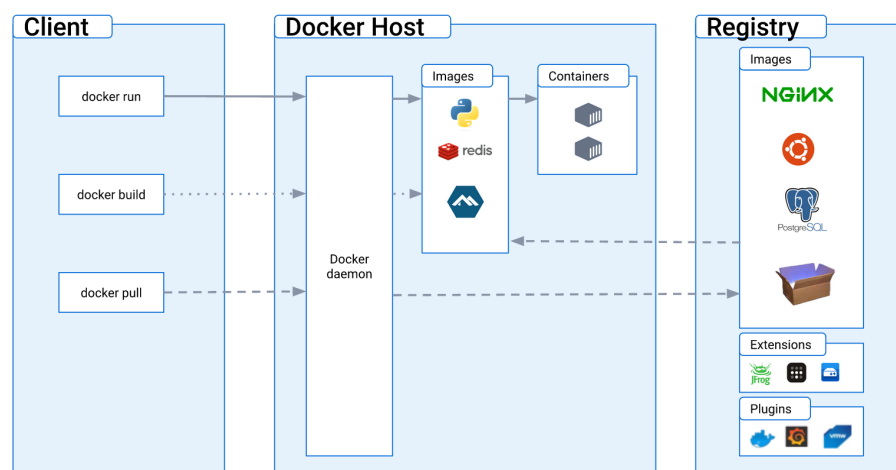 Client
docker run
docker build
docker pull
Docker Host
Docker
daemon
Images
redis
Containers
Registry
Images
NGiNX
PostgreSQL
Extensions
JFrog
Plugins
vmw